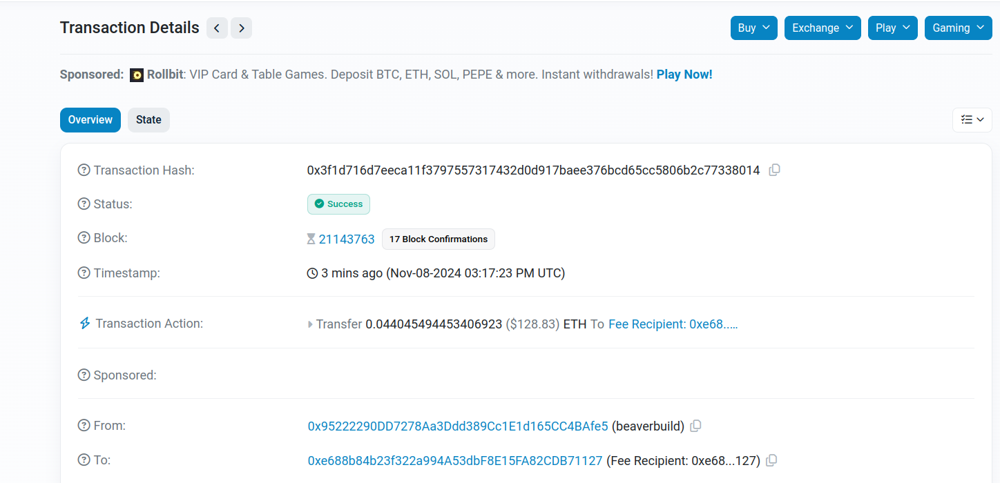 Transaction Details
Buy Exchange Play Gaming
Sponsored: Rollbit: VIP Card & Table Games. Deposit BTC, ETH, SOL, PEPE & more. Instant withdrawals! Play Now!
Overview State
Transaction Hash: 0x3f1d716d7eeca11f3797557317432d0d917baee376bcd65cc5806b2c77338014
Status: Success
Block: 21143763 17 Block Confirmations
Timestamp: 3 mins ago (Nov-08-2024 03:17:23 PM UTC)
Transaction Action: Transfer 0.044045494453406923 ($128.83) ETH To Fee Recipient: 0xe68...…
Sponsored:
From: 0x95222290DD7278Aa3Ddd389Cc1E1d165CC4BAfe5 (beaverbuild)
To: 0xe688b84b23f322a994A53dbF8E15FA82CDB71127 (Fee Recipient: 0xe68...127)